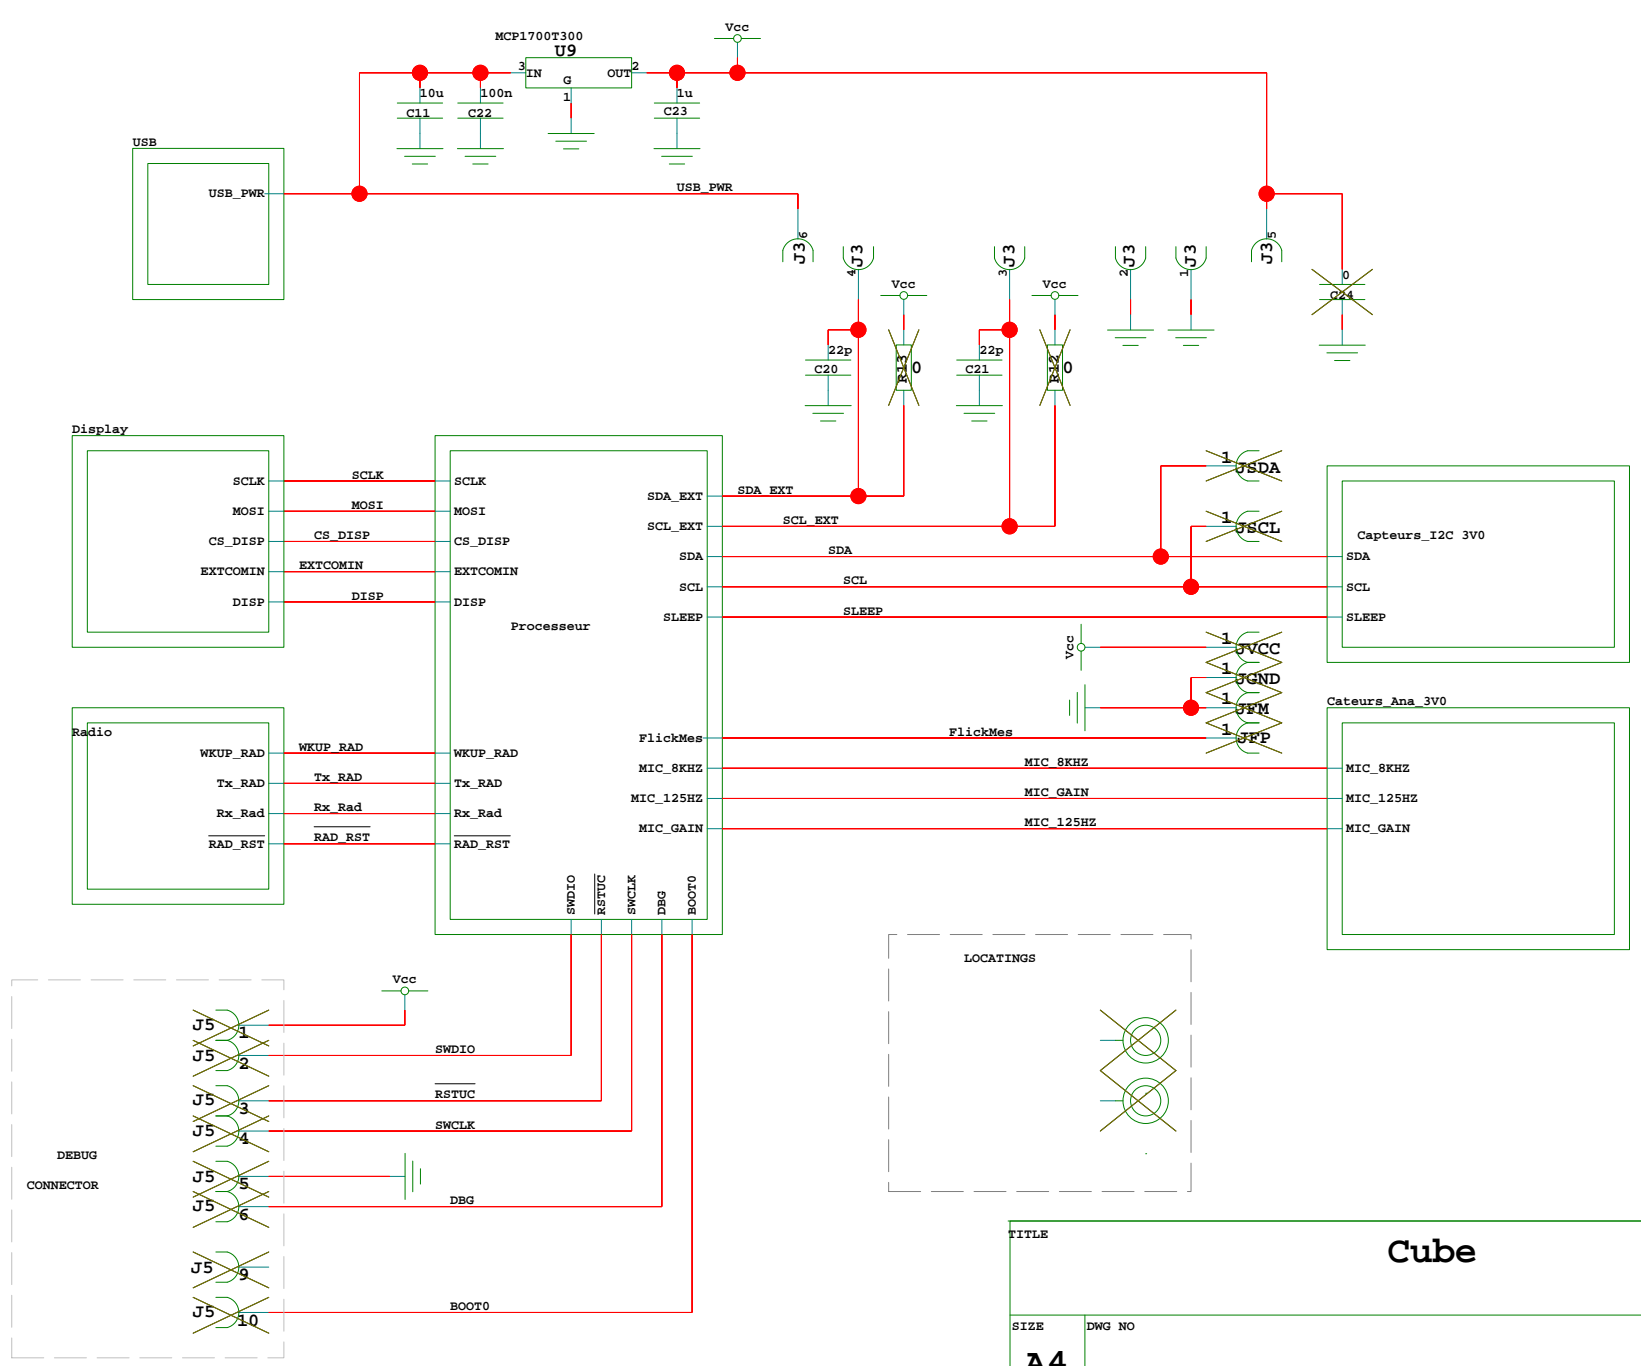 Vcc
MCP1700T300
U9
3
IN
G
OUT
2
1
10u
C11
100n
C22
1u
C23
USB
USB_PWR
USB_PWR
J3
6
J3
4
J3
3
J3
2
J3
1
J3
5
0
C24
Vcc
Vcc
22p
C20
R13
0
22p
C21
R12
0
Display
SCLK
MOSI
CS_DISP
EXTCOMIN
DISP
SCLK
MOSI
CS_DISP
EXTCOMIN
DISP
SCLK
MOSI
CS_DISP
EXTCOMIN
DISP
Processeur
SDA_EXT
SCL_EXT
SDA
SCL
SLEEP
SDA_EXT
SCL_EXT
SDA
SCL
SLEEP
1
JSDA
1
JSCL
Capteurs_I2C 3V0
SDA
SCL
SLEEP
Vcc
1
JVCC
1
JGND
1
JFM
1
JFP
Radio
WKUP_RAD
Tx_RAD
Rx_Rad
RAD_RST
WKUP_RAD
Tx_RAD
Rx_Rad
RAD_RST
WKUP_RAD
Tx_RAD
Rx_Rad
RAD_RST
FlickMes
MIC_8KHZ
MIC_125HZ
MIC_GAIN
FlickMes
MIC_8KHZ
MIC_GAIN
MIC_125HZ
Cateurs_Ana_3V0
MIC_8KHZ
MIC_125HZ
MIC_GAIN
SWDIO
RSTUC
SWCLK
DBG
BOOT0
LOCATINGS
Vcc
J5
1
J5
2
SWDIO
J5
3
RSTUC
J5
4
SWCLK
DEBUG
CONNECTOR
J5
5
J5
6
DBG
J5
9
J5
10
BOOT0
TITLE
Cube
SIZE
DWG NO
A4